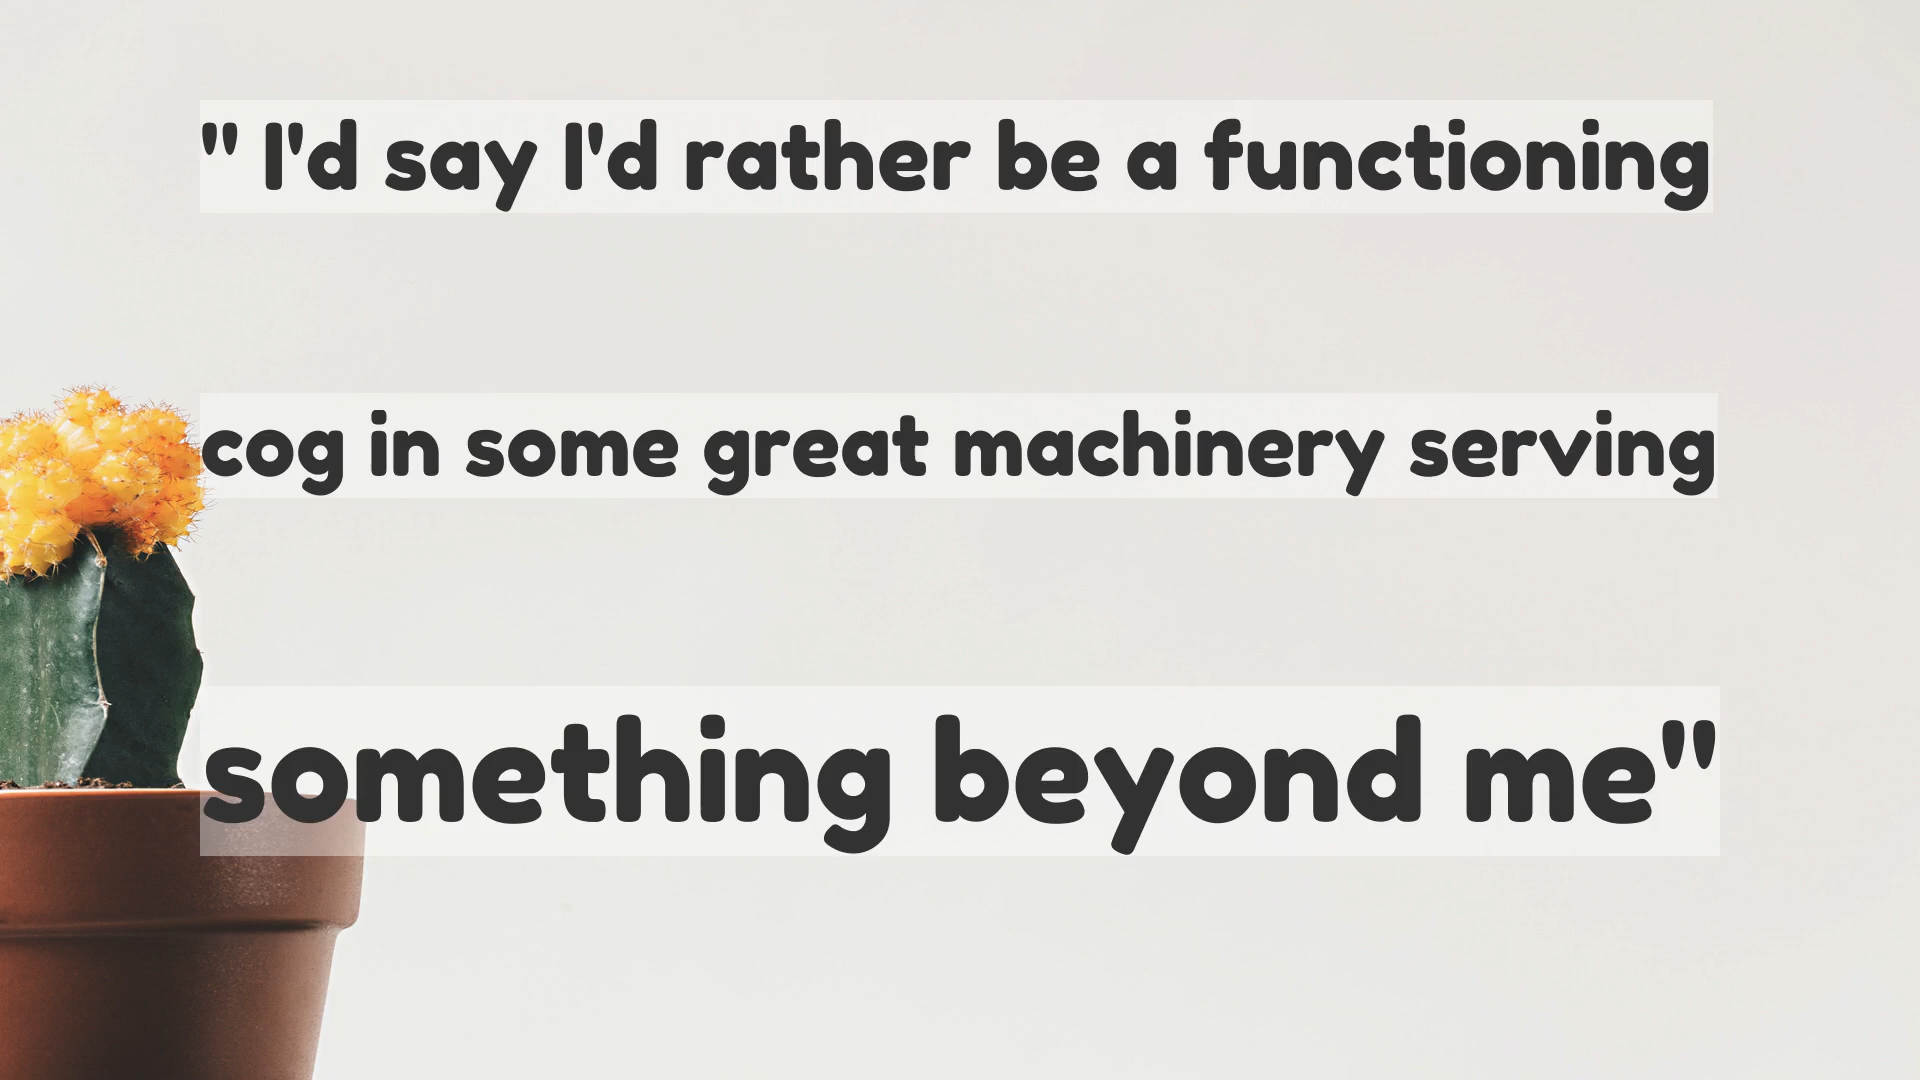 " I'd say I'd rather be a functioning
cog in some great machinery serving
something beyond me"